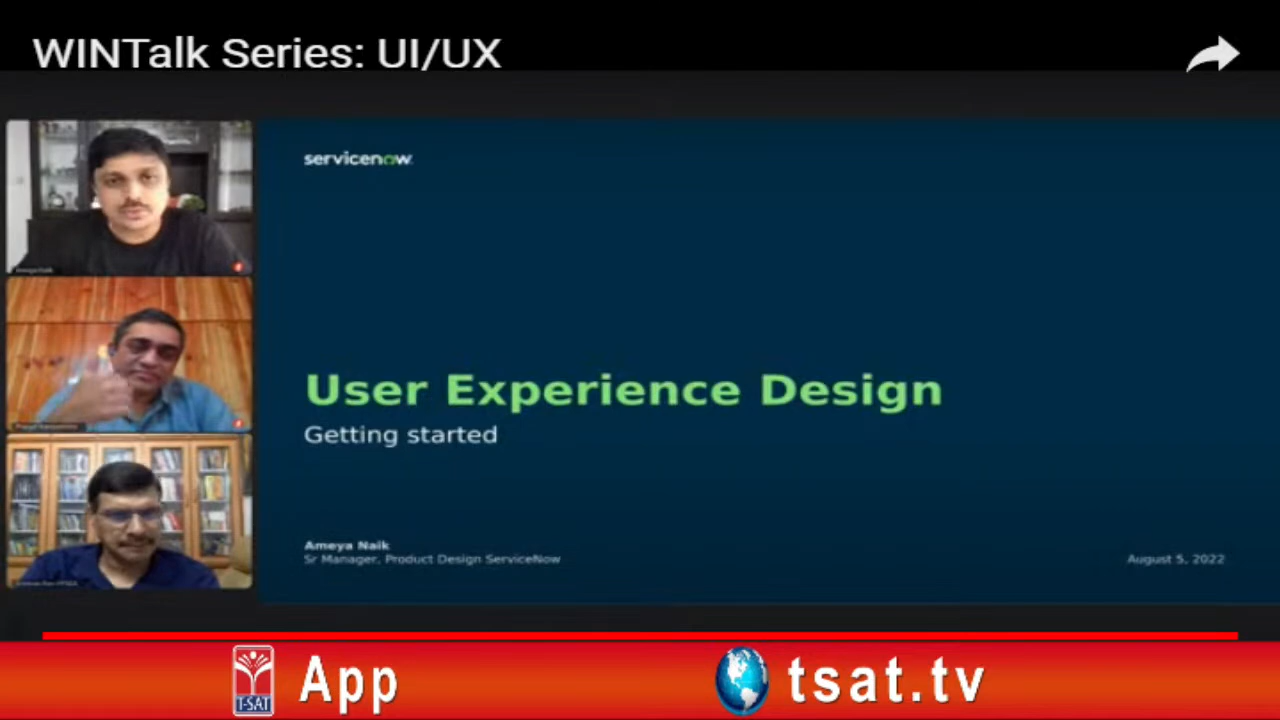 WINTalk Series: UI/UX
servicenow
User Experience Design
Getting started
Ameya Naik
Sr Manager, Product Design ServiceNow
August 5, 2022
T-SAT
App
tsat.tv